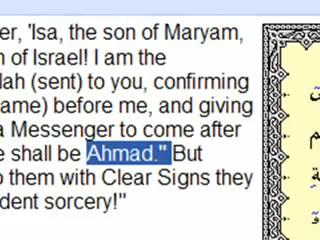 er, 'Isa, the son of Maryam,
n of Israel! I am the
lah (sent) to you, confirming
ame) before me, and giving
a Messenger to come after
e shall be Ahmad." But
o them with Clear Signs they
dent sorcery!"